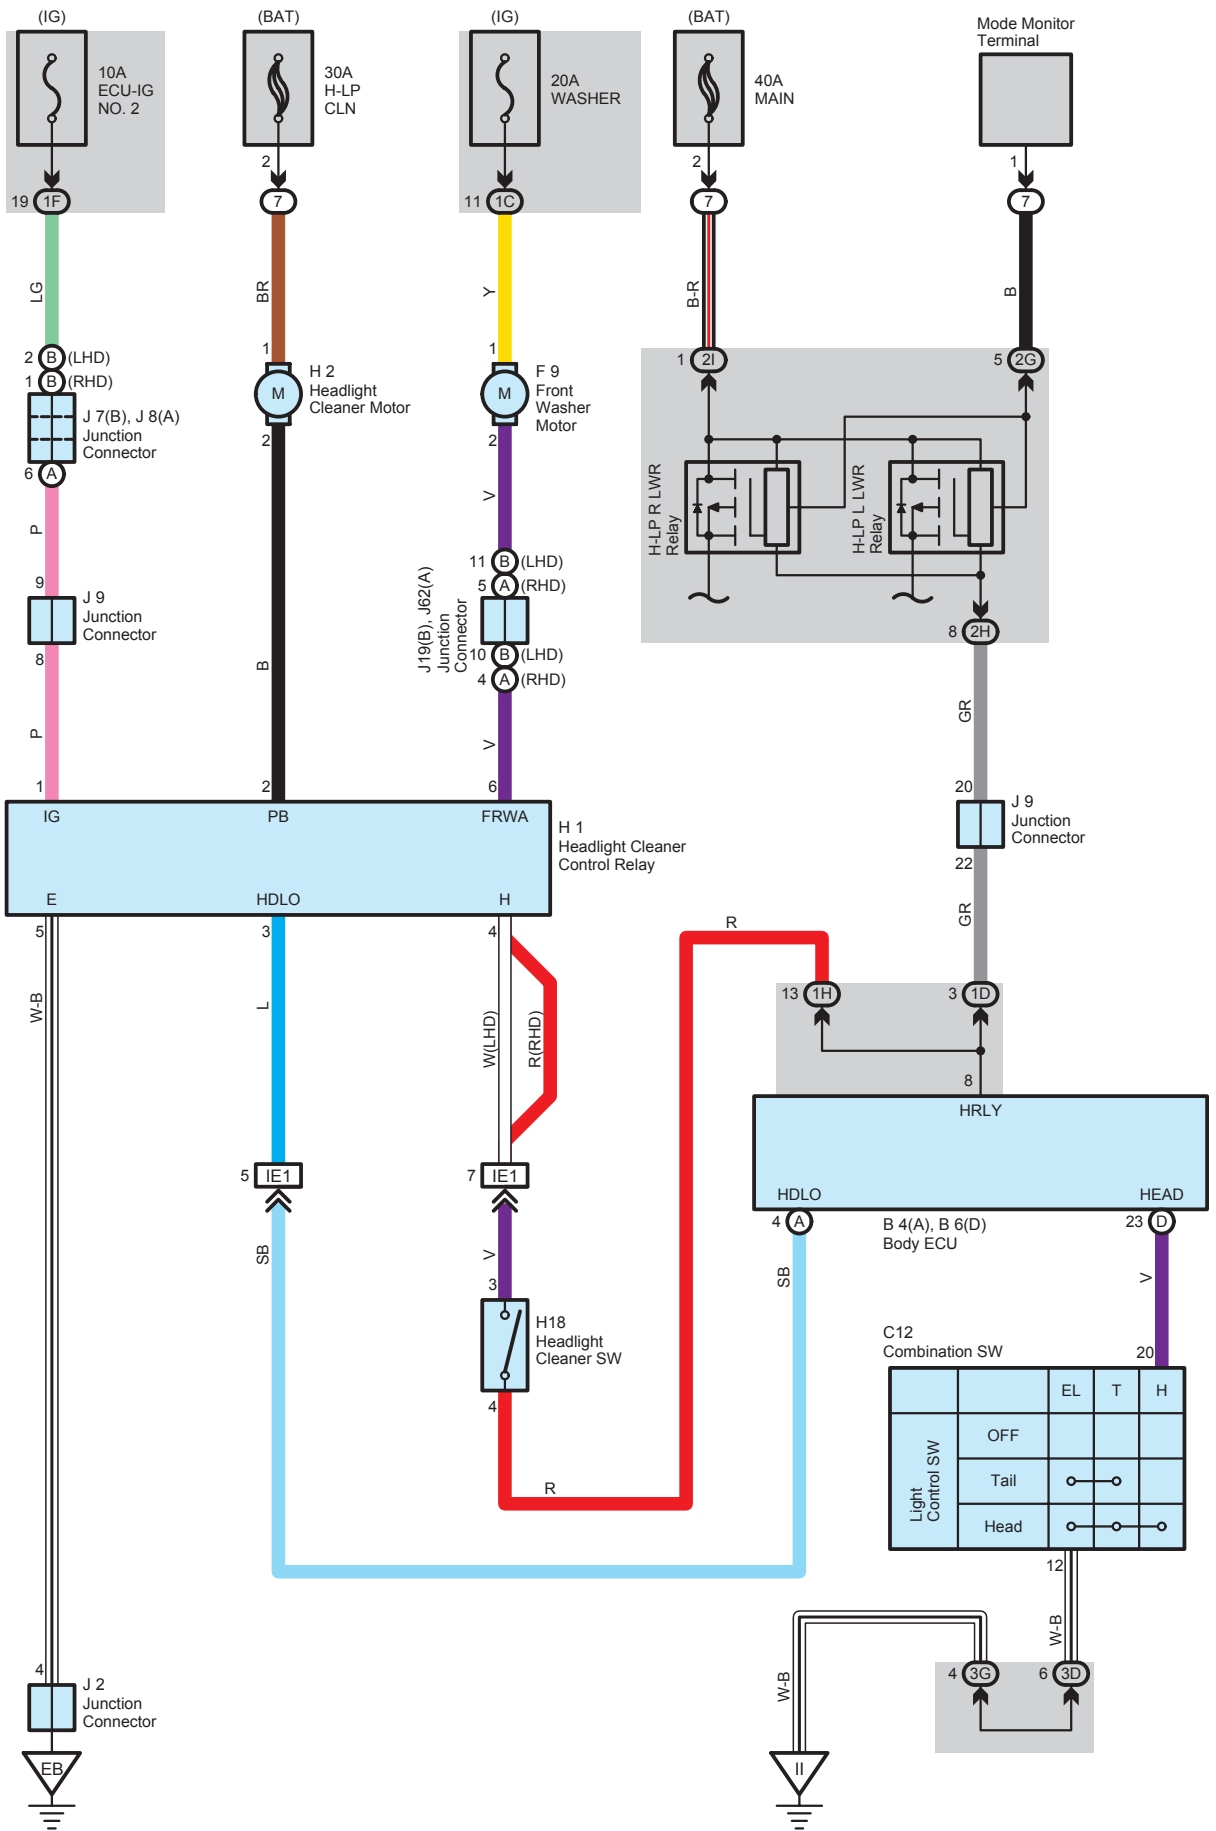 (IG)
(BAT)
(IG)
(BAT)
Mode Monitor
Terminal
10A
ECU-IG
NO. 2
30A
H-LP
CLN
20A
WASHER
40A
MAIN
2
2
1
19 1F
7
11 1C
7
7
LG
BR
Y
B-R
B
2 B (LHD)
1 B (RHD)
1
1
1 2I
5 2G
J 7(B), J 8(A)
Junction
Connector
M
H 2
Headlight
Cleaner Motor
M
F 9
Front
Washer
Motor
6 A
2
2
H-LP R LWR
Relay
H-LP L LWR
Relay
P
V
9
J 9
Junction
Connector
8
11 B (LHD)
5 A (RHD)
J19(B), J62(A)
Junction
Connector
10 B (LHD)
4 A (RHD)
8 2H
B
GR
P
V
1
2
6
20
IG
PB
FRWA
H 1
Headlight Cleaner
Control Relay
J 9
Junction
Connector
22
E
HDLO
H
5
3
4
R
GR
W-B
L
W(LHD)
R(RHD)
13 1H
3 1D
8
HRLY
5 IE1
7 IE1
HDLO
HEAD
4 A
B 4(A), B 6(D)
Body ECU
23 D
SB
V
SB
V
3
H18
Headlight
Cleaner SW
4
C12
Combination SW
20
EL T H
Light
Control SW
OFF
Tail
Head
R
12
W-B
W-B
4 3G
6 3D
4
J 2
Junction
Connector
EB
II